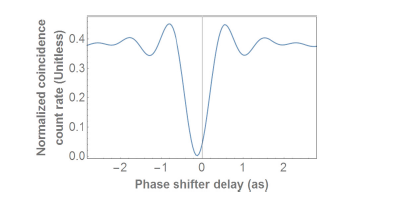 Normalized coincidence
count rate (Unitless)
0.4
0.3
0.2
0.1
0.0
−2 −1 0 1 2
Phase shifter delay (as)